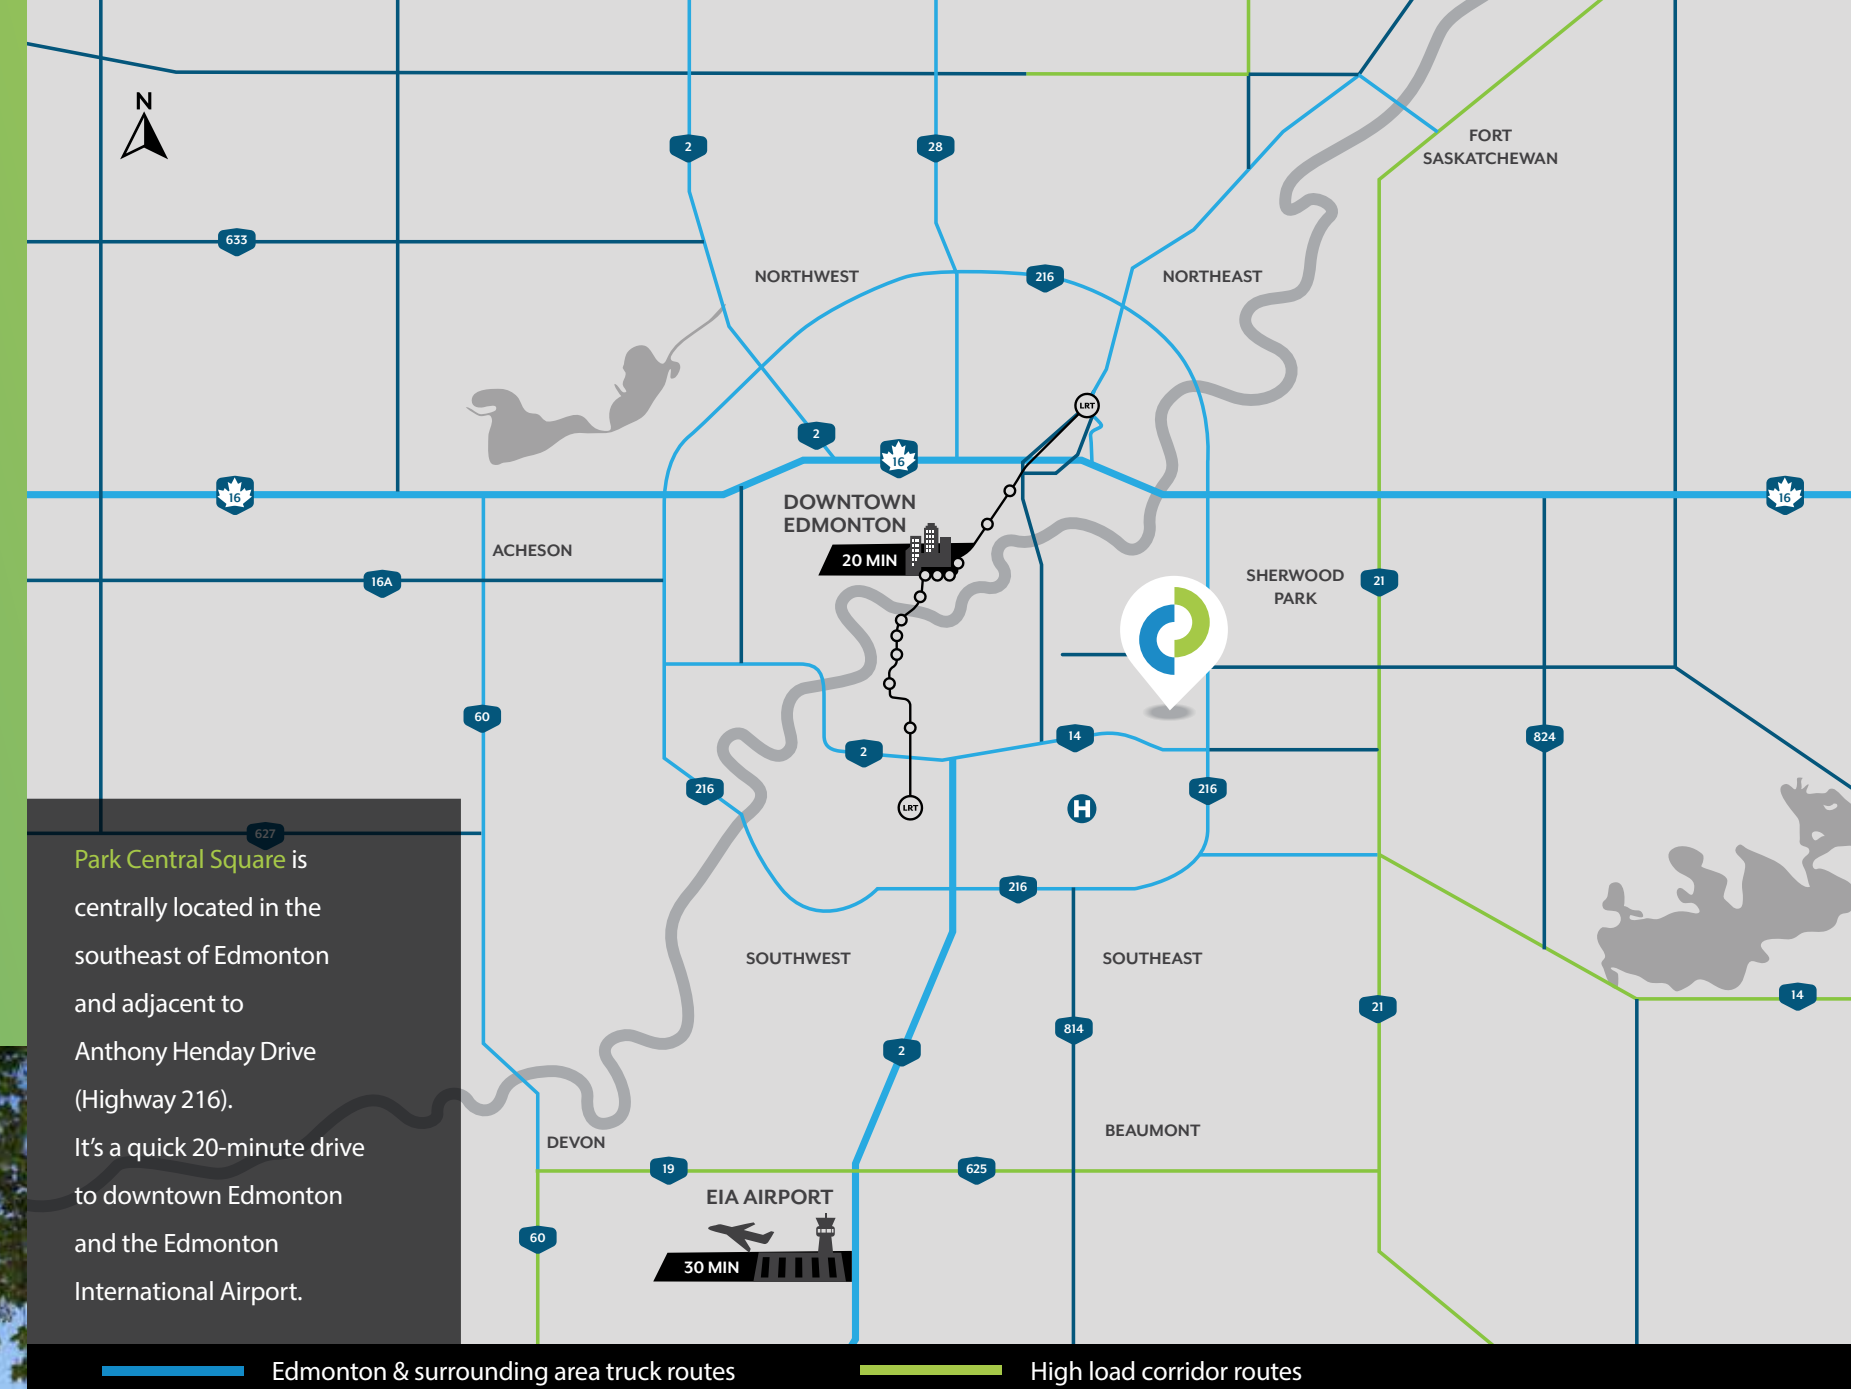 N
FORT
SASKATCHEWAN
2
28
633
NORTHWEST
216
NORTHEAST
LRT
2
16
16
16
DOWNTOWN
EDMONTON
20 MIN
ACHESON
16A
SHERWOOD
PARK
21
60
2
14
824
216
216
LRT
H
627
216
SOUTHWEST
SOUTHEAST
14
21
2
814
DEVON
BEAUMONT
19
625
EIA AIRPORT
60
30 MIN
Park Central Square is
centrally located in the
southeast of Edmonton
and adjacent to
Anthony Henday Drive
(Highway 216).
It’s a quick 20-minute drive
to downtown Edmonton
and the Edmonton
International Airport.
Edmonton & surrounding area truck routes
High load corridor routes